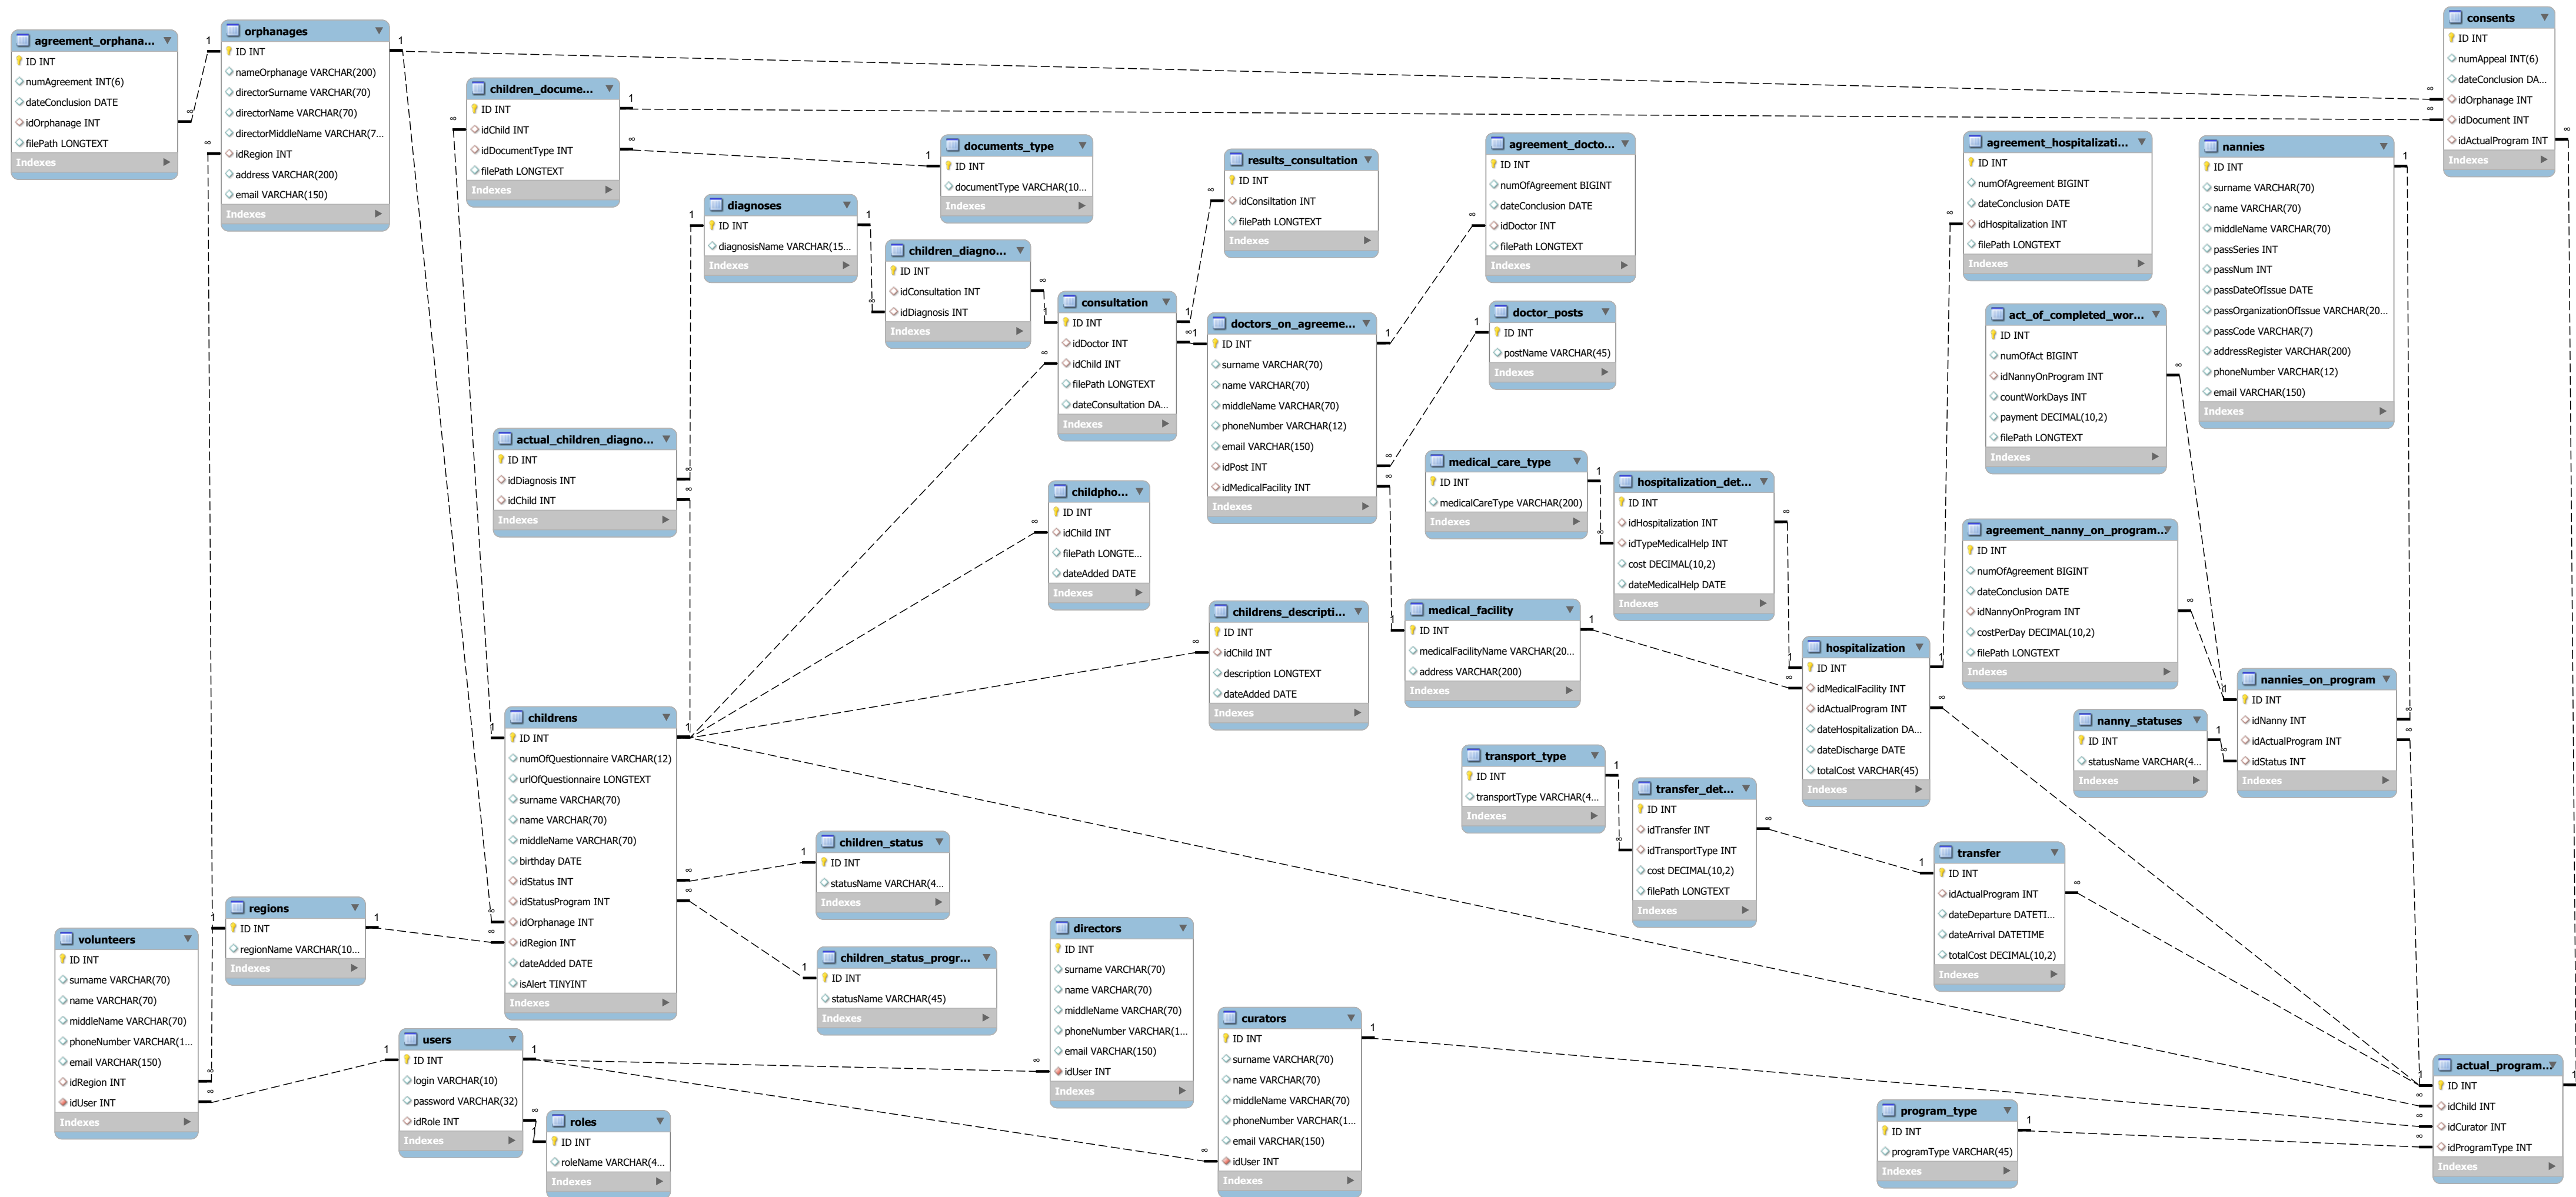 agreement_orphana...
ID INT
numAgreement INT(6)
dateConclusion DATE
idOrphanage INT
filePath LONGTEXT
Indexes
orphanages
ID INT
nameOrphanage VARCHAR(200)
directorSurname VARCHAR(70)
directorName VARCHAR(70)
directorMiddleName VARCHAR(7...
idRegion INT
address VARCHAR(200)
email VARCHAR(150)
Indexes
children_docume...
ID INT
idChild INT
idDocumentType INT
filePath LONGTEXT
Indexes
documents_type
ID INT
documentType VARCHAR(10...
Indexes
diagnoses
ID INT
diagnosisName VARCHAR(15...
Indexes
children_diagno...
ID INT
idConsultation INT
idDiagnosis INT
Indexes
results_consultation
ID INT
idConsiltation INT
filePath LONGTEXT
Indexes
agreement_docto...
ID INT
numOfAgreement BIGINT
dateConclusion DATE
idDoctor INT
filePath LONGTEXT
Indexes
agreement_hospitalizati...
ID INT
numOfAgreement BIGINT
dateConclusion DATE
idHospitalization INT
filePath LONGTEXT
Indexes
nannies
ID INT
surname VARCHAR(70)
name VARCHAR(70)
middleName VARCHAR(70)
passSeries INT
passNum INT
passDateOfIssue DATE
passOrganizationOfIssue VARCHAR(20...
passCode VARCHAR(7)
addressRegister VARCHAR(200)
phoneNumber VARCHAR(12)
email VARCHAR(150)
Indexes
consents
ID INT
numAppeal INT(6)
dateConclusion DA...
idOrphanage INT
idDocument INT
idActualProgram INT
Indexes
consultation
ID INT
idDoctor INT
idChild INT
filePath LONGTEXT
dateConsultation DA...
Indexes
doctors_on_agreeme...
ID INT
surname VARCHAR(70)
name VARCHAR(70)
middleName VARCHAR(70)
phoneNumber VARCHAR(12)
email VARCHAR(150)
idPost INT
idMedicalFacility INT
Indexes
doctor_posts
ID INT
postName VARCHAR(45)
Indexes
act_of_completed_wor...
ID INT
numOfAct BIGINT
idNannyOnProgram INT
countWorkDays INT
payment DECIMAL(10,2)
filePath LONGTEXT
Indexes
actual_children_diagno...
ID INT
idDiagnosis INT
idChild INT
Indexes
childpho...
ID INT
idChild INT
filePath LONGTE...
dateAdded DATE
Indexes
medical_care_type
ID INT
medicalCareType VARCHAR(200)
Indexes
hospitalization_det...
ID INT
idHospitalization INT
idTypeMedicalHelp INT
cost DECIMAL(10,2)
dateMedicalHelp DATE
Indexes
agreement_nanny_on_program...
ID INT
numOfAgreement BIGINT
dateConclusion DATE
idNannyOnProgram INT
costPerDay DECIMAL(10,2)
filePath LONGTEXT
Indexes
childrens_descripti...
ID INT
idChild INT
description LONGTEXT
dateAdded DATE
Indexes
medical_facility
ID INT
medicalFacilityName VARCHAR(20...
address VARCHAR(200)
Indexes
hospitalization
ID INT
idMedicalFacility INT
idActualProgram INT
dateHospitalization DA...
dateDischarge DATE
totalCost VARCHAR(45)
Indexes
nanny_statuses
ID INT
statusName VARCHAR(4...
Indexes
nannies_on_program
ID INT
idNanny INT
idActualProgram INT
idStatus INT
Indexes
childrens
ID INT
numOfQuestionnaire VARCHAR(12)
urlOfQuestionnaire LONGTEXT
surname VARCHAR(70)
name VARCHAR(70)
middleName VARCHAR(70)
birthday DATE
idStatus INT
idStatusProgram INT
idOrphanage INT
idRegion INT
dateAdded DATE
isAlert TINYINT
Indexes
transport_type
ID INT
transportType VARCHAR(4...
Indexes
transfer_det...
ID INT
idTransfer INT
idTransportType INT
cost DECIMAL(10,2)
filePath LONGTEXT
Indexes
transfer
ID INT
idActualProgram INT
dateDeparture DATETI...
dateArrival DATETIME
totalCost DECIMAL(10,2)
Indexes
children_status
ID INT
statusName VARCHAR(4...
Indexes
children_status_progr...
ID INT
statusName VARCHAR(45)
Indexes
regions
ID INT
regionName VARCHAR(10...
Indexes
volunteers
ID INT
surname VARCHAR(70)
name VARCHAR(70)
middleName VARCHAR(70)
phoneNumber VARCHAR(1...
email VARCHAR(150)
idRegion INT
idUser INT
Indexes
users
ID INT
login VARCHAR(10)
password VARCHAR(32)
idRole INT
Indexes
roles
ID INT
roleName VARCHAR(4...
Indexes
directors
ID INT
surname VARCHAR(70)
name VARCHAR(70)
middleName VARCHAR(70)
phoneNumber VARCHAR(1...
email VARCHAR(150)
idUser INT
Indexes
curators
ID INT
surname VARCHAR(70)
name VARCHAR(70)
middleName VARCHAR(70)
phoneNumber VARCHAR(1...
email VARCHAR(150)
idUser INT
Indexes
program_type
ID INT
programType VARCHAR(45)
Indexes
actual_program...
ID INT
idChild INT
idCurator INT
idProgramType INT
Indexes